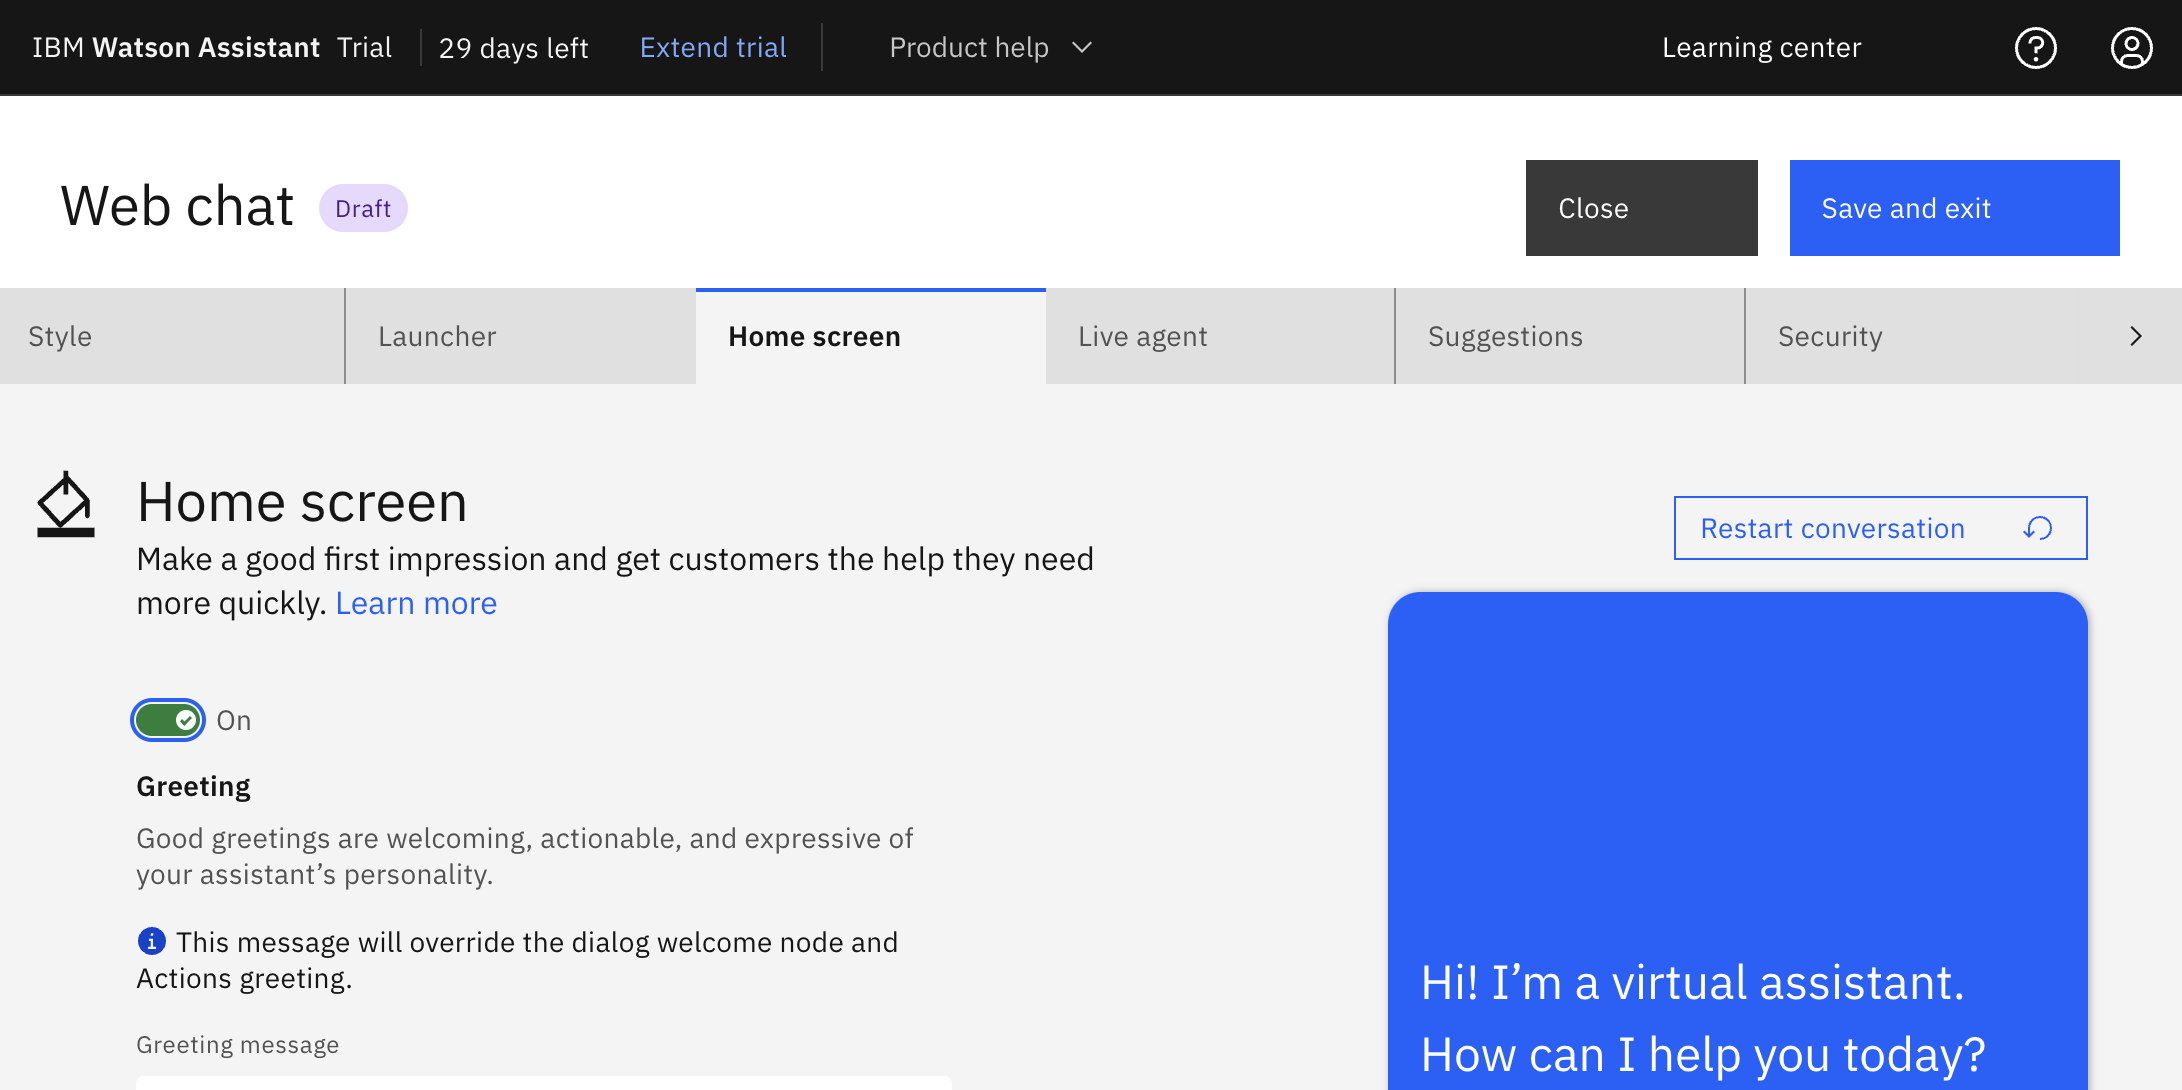 IBM Watson Assistant Trial 29 days left Extend trial Product help Learning center
Web chat Draft Close Save and exit
Style Launcher Home screen Live agent Suggestions Security
Home screen
Make a good first impression and get customers the help they need
more quickly. Learn more
Restart conversation
On
Greeting
Good greetings are welcoming, actionable, and expressive of
your assistant’s personality.
This message will override the dialog welcome node and
Actions greeting.
Greeting message
Hi! I’m a virtual assistant.
How can I help you today?